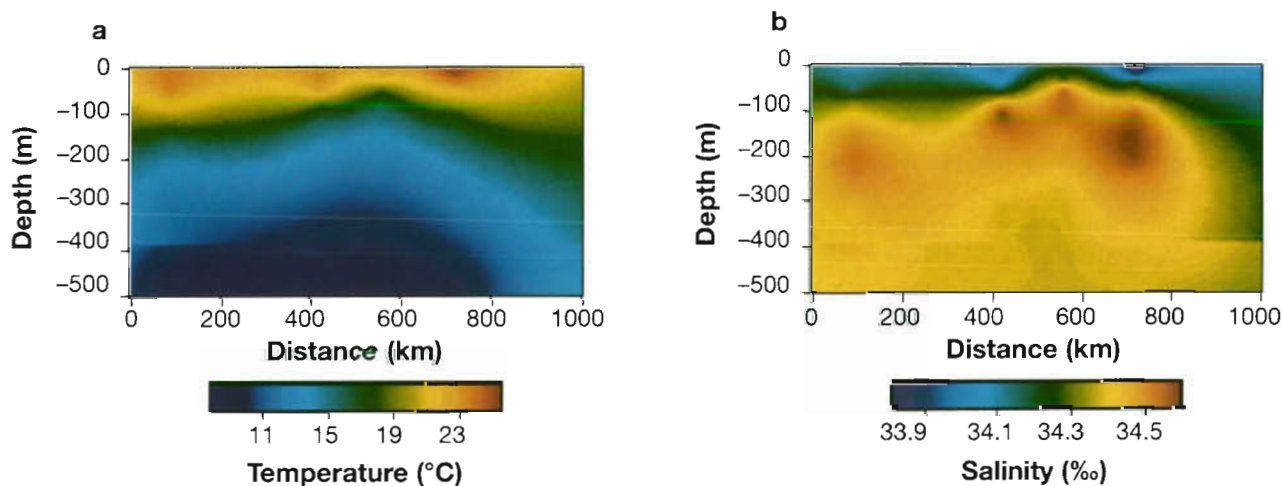 a
0
−100
−200
−300
−400
−500
Depth (m)
0 200 400 600 800 1000
Distance (km)
11 15 19 23
Temperature (°C)
b
0
−100
−200
−300
−400
−500
Depth (m)
0 200 400 600 800 1000
Distance (km)
33.9 34.1 34.3 34.5
Salinity (‰)